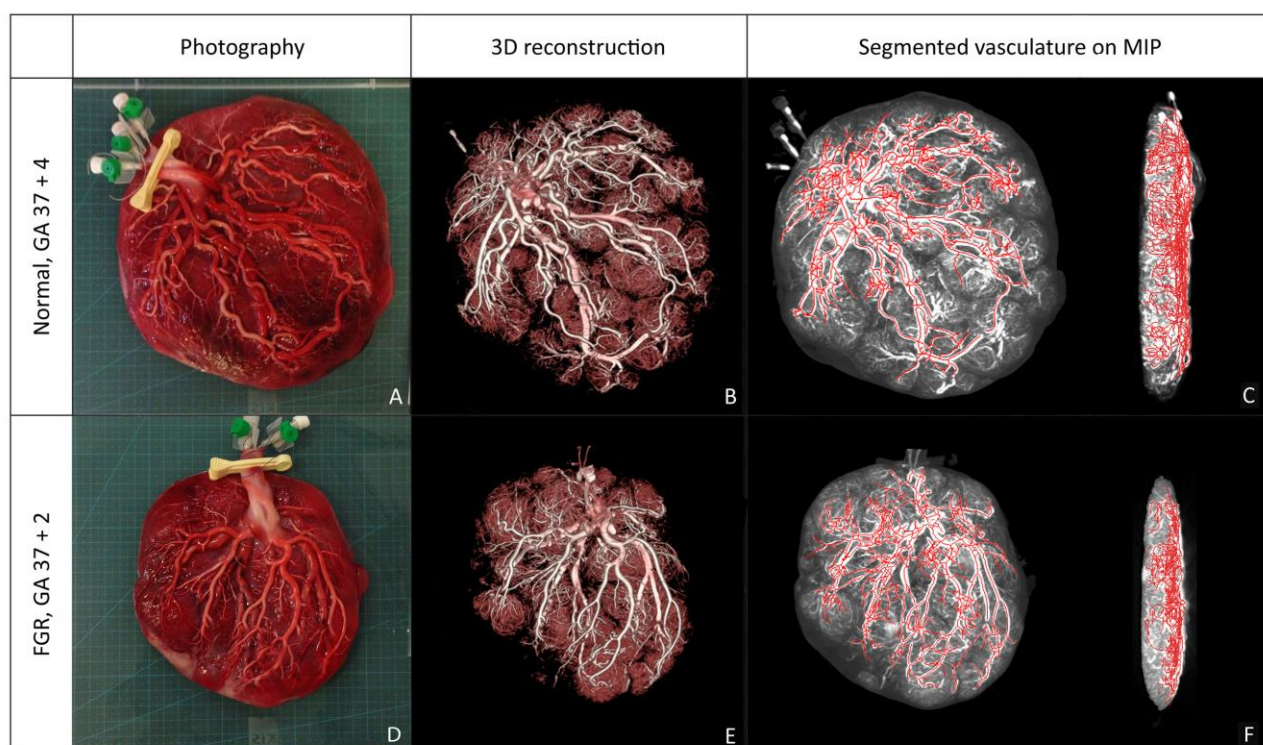 Photography
3D reconstruction
Segmented vasculature on MIP
Normal, GA 37 + 4
A
B
C
FGR, GA 37 + 2
D
E
F